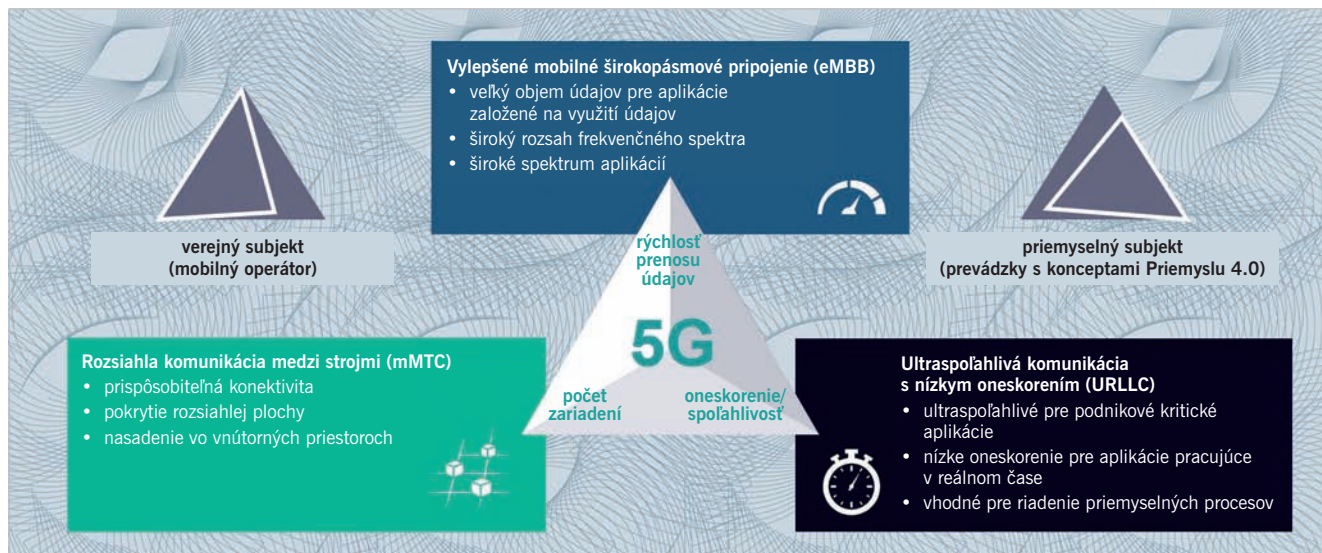 Vylepšené mobilné širokopásmové pripojenie (eMBB)
• veľký objem údajov pre aplikácie
založené na využití údajov
• široký rozsah frekvenčného spektra
• široké spektrum aplikácií
verejný subjekt
(mobilný operátor)
priemyselný subjekt
(prevádzky s konceptami Priemyslu 4.0)
rýchlosť
prenosu
údajov
5G
počet
zariadení
oneskorenie/
spoľahlivosť
Rozsiahla komunikácia medzi strojmi (mMTC)
• prispôsobiteľná konektivita
• pokrytie rozsiahlej plochy
• nasadenie vo vnútorných priestoroch
Ultraspoľahlivá komunikácia
s nízkym oneskorením (URLLC)
• ultraspoľahlivé pre podnikové kritické
aplikácie
• nízke oneskorenie pre aplikácie pracujúce
v reálnom čase
• vhodné pre riadenie priemyselných procesov